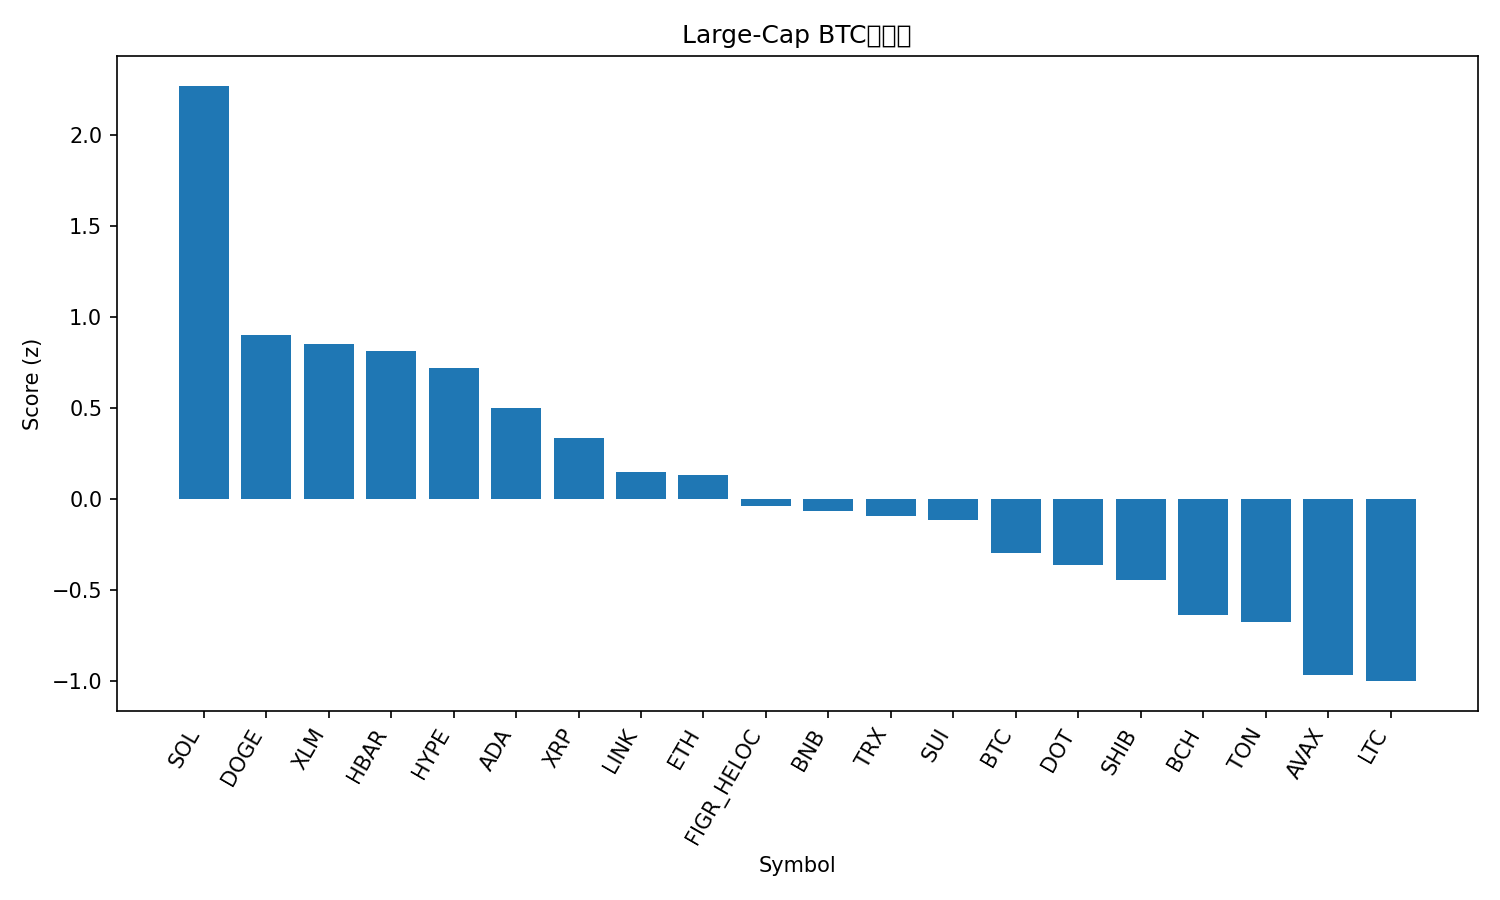 Large-Cap BTC
Score (z)
2.0
1.5
1.0
0.5
0.0
−0.5
−1.0
SOL
DOGE
XLM
HBAR
HYPE
ADA
XRP
LINK
ETH
FIGR_HELOC
BNB
TRX
SUI
BTC
DOT
SHIB
BCH
TON
AVAX
LTC
Symbol